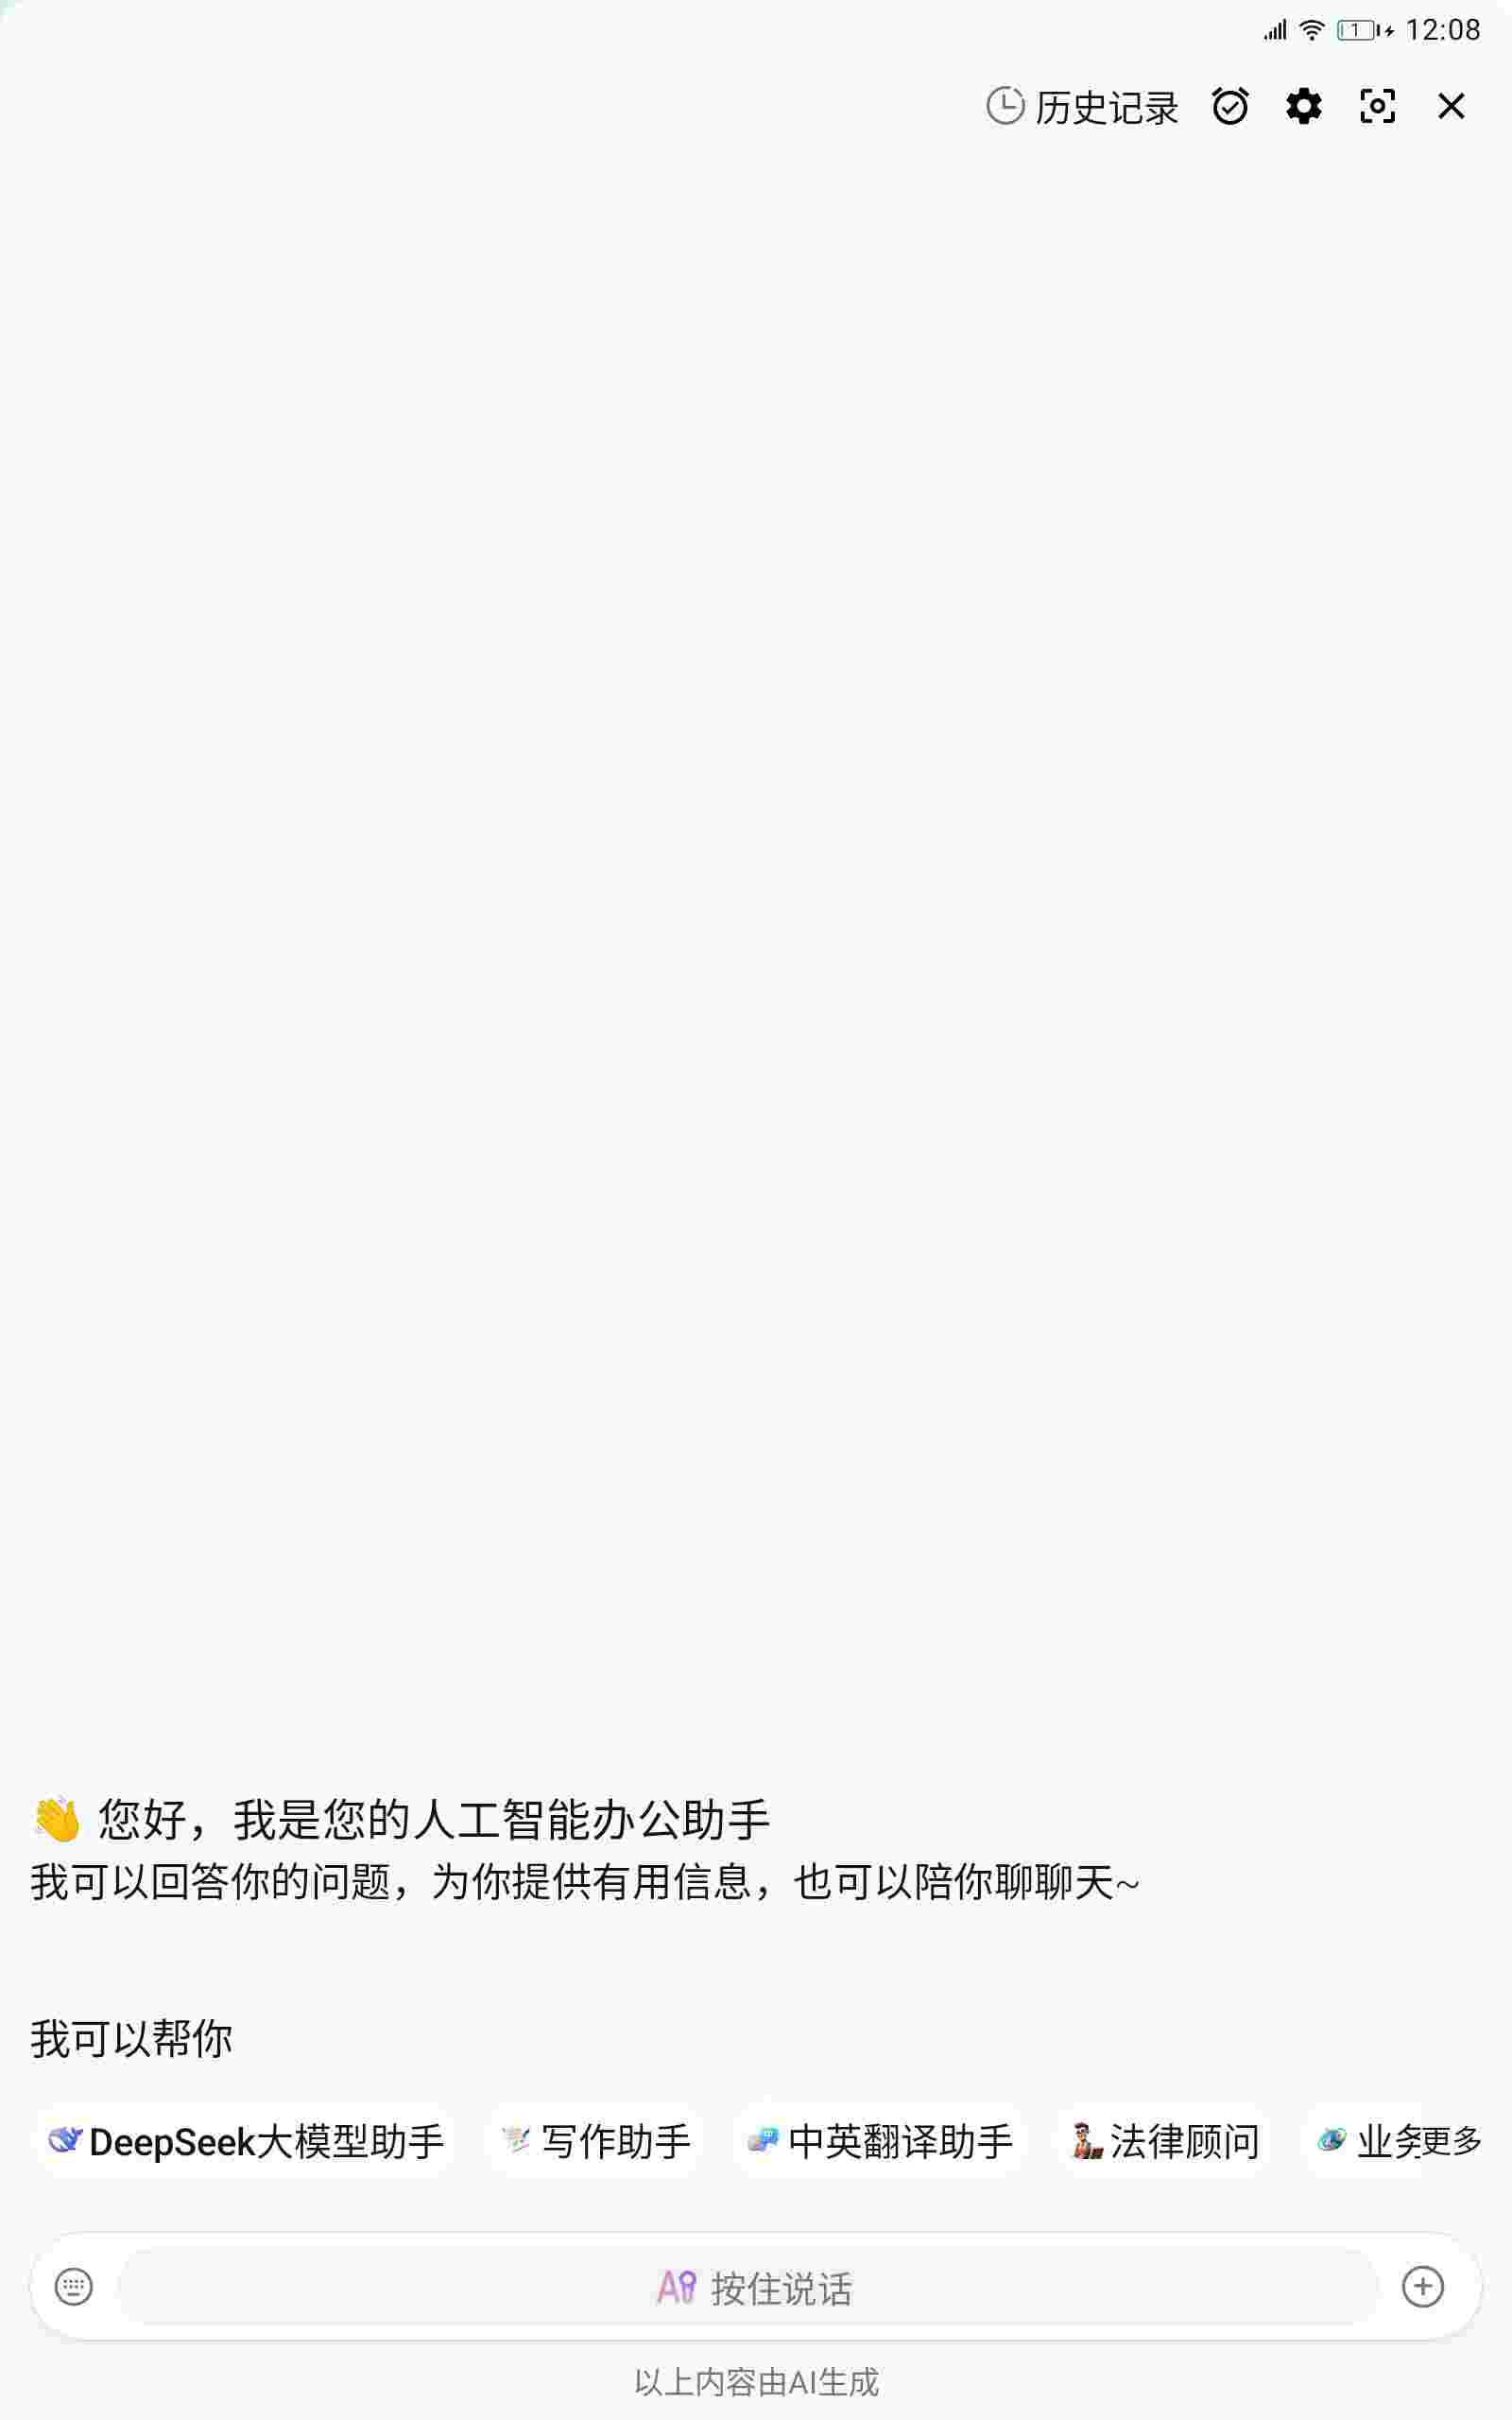 1 12:08
历史记录
👋 您好，我是您的人工智能办公助手
我可以回答你的问题，为你提供有用信息，也可以陪你聊聊天~
我可以帮你
DeepSeek大模型助手 写作助手 中英翻译助手 法律顾问 业务更多
AI 按住说话
以上内容由AI生成